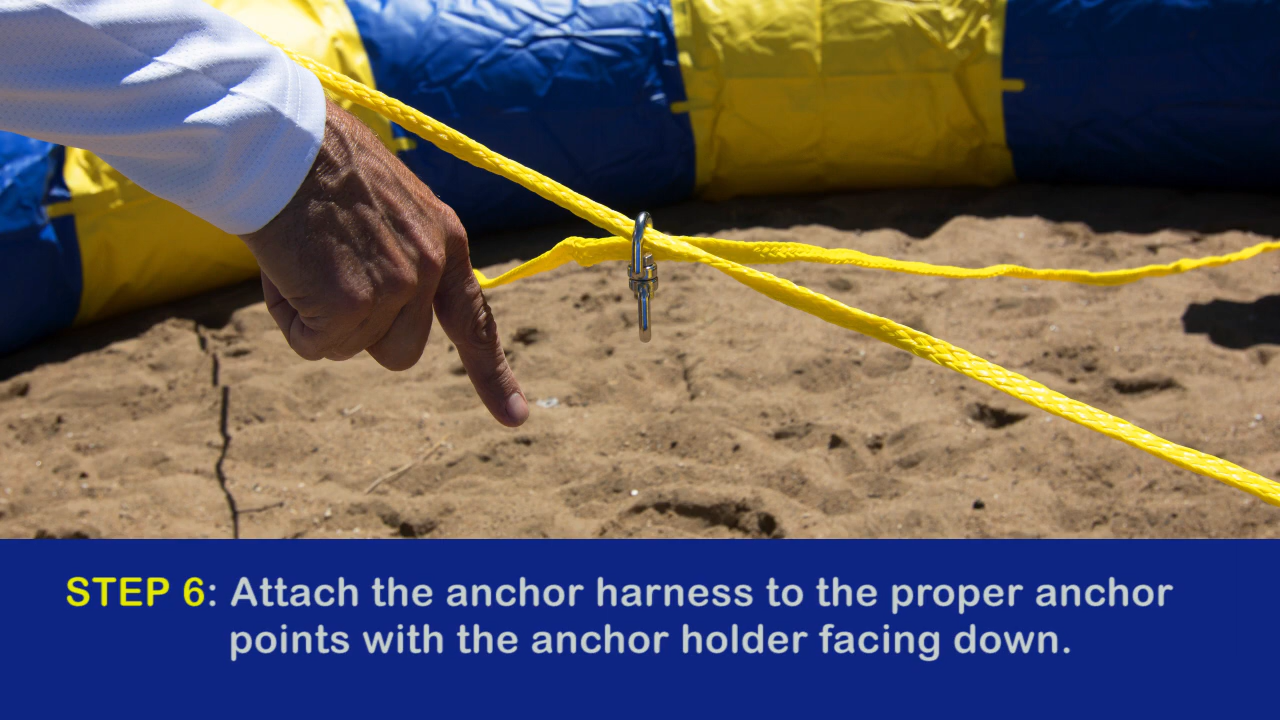 STEP 6: Attach the anchor harness to the proper anchor
points with the anchor holder facing down.